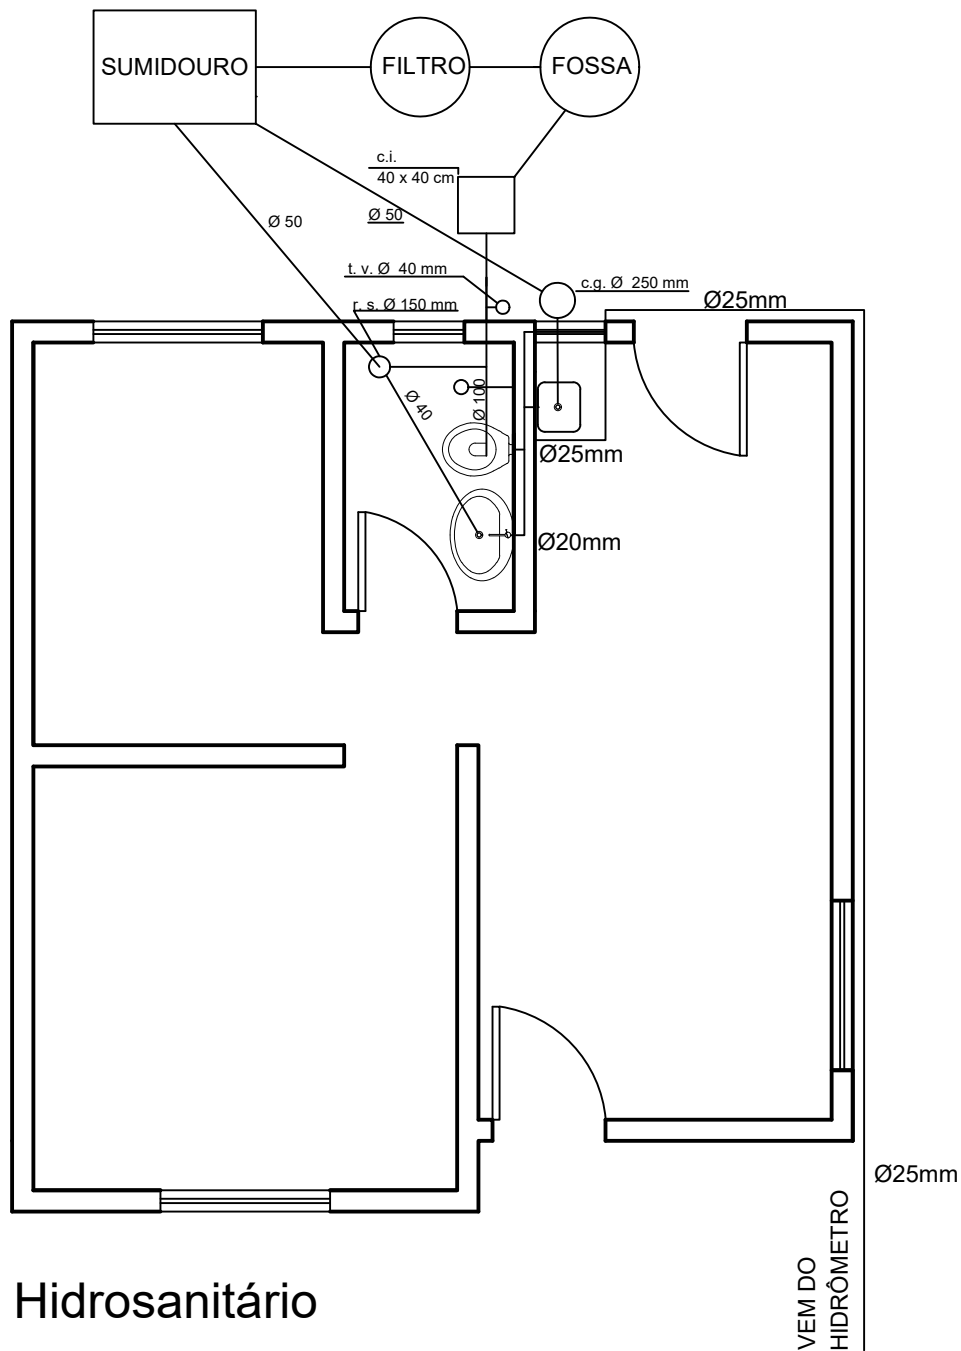 SUMIDOURO
FILTRO
FOSSA
c.i.
40 x 40 cm
Ø 50
Ø 50
t. v. Ø  40 mm
c.g. Ø  250 mm
r. s. Ø 150 mm
Ø25mm
Ø 40
Ø 100
Ø25mm
Ø20mm
Ø25mm
VEM DO
HIDRÔMETRO
Hidrosanitário